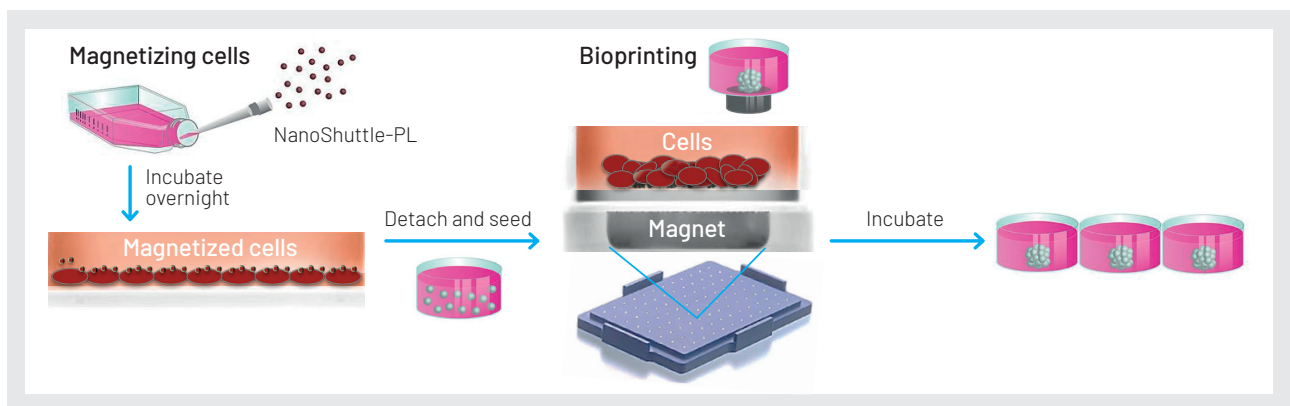 Magnetizing cells
NanoShuttle-PL
Incubate
overnight
Magnetized cells
Detach and seed
Bioprinting
Cells
Magnet
Incubate